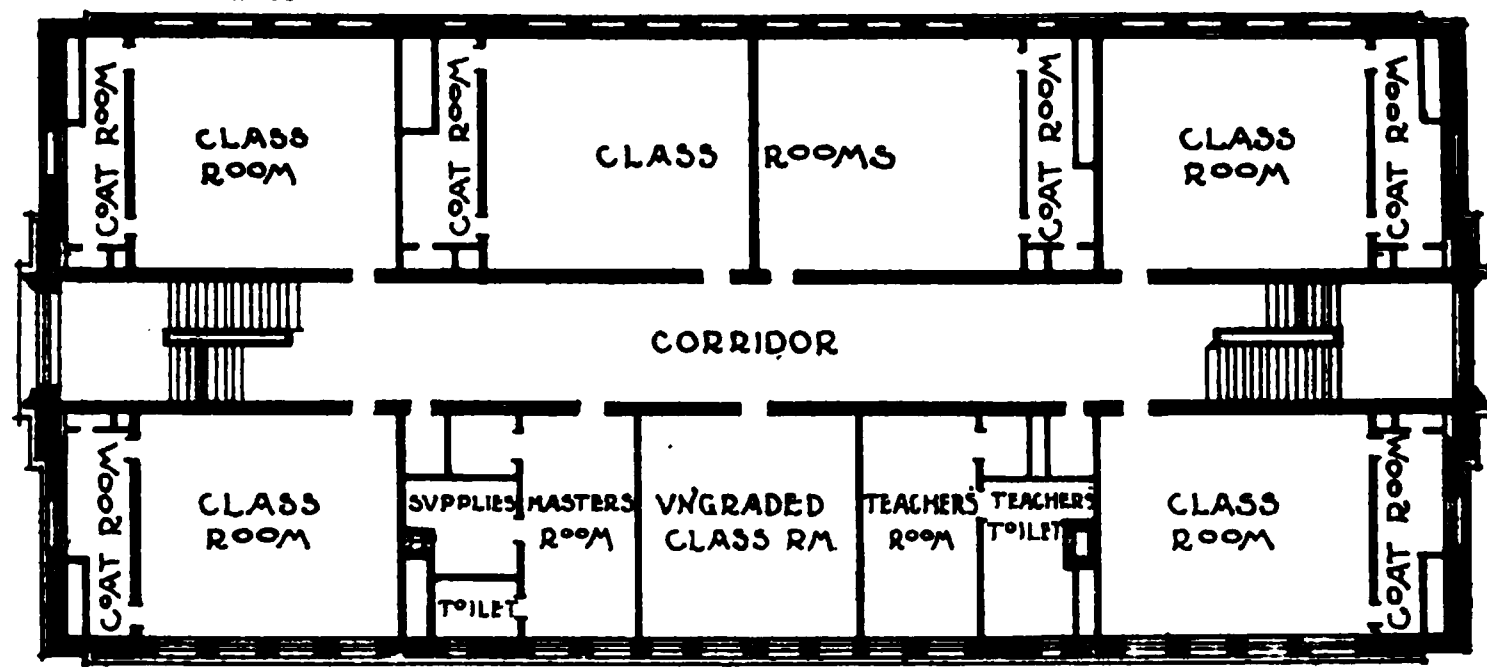 COAT ROOM
CLASS
ROOM
COAT ROOM
CLASS ROOMS
COAT ROOM
CLASS
ROOM
COAT ROOM
CORRIDOR
COAT ROOM
CLASS
ROOM
SVPPLIES
TOILET
MASTERS
ROOM
VNGRADED
CLASS RM.
TEACHERS'
ROOM
TEACHERS
TOILET
CLASS
ROOM
COAT ROOM